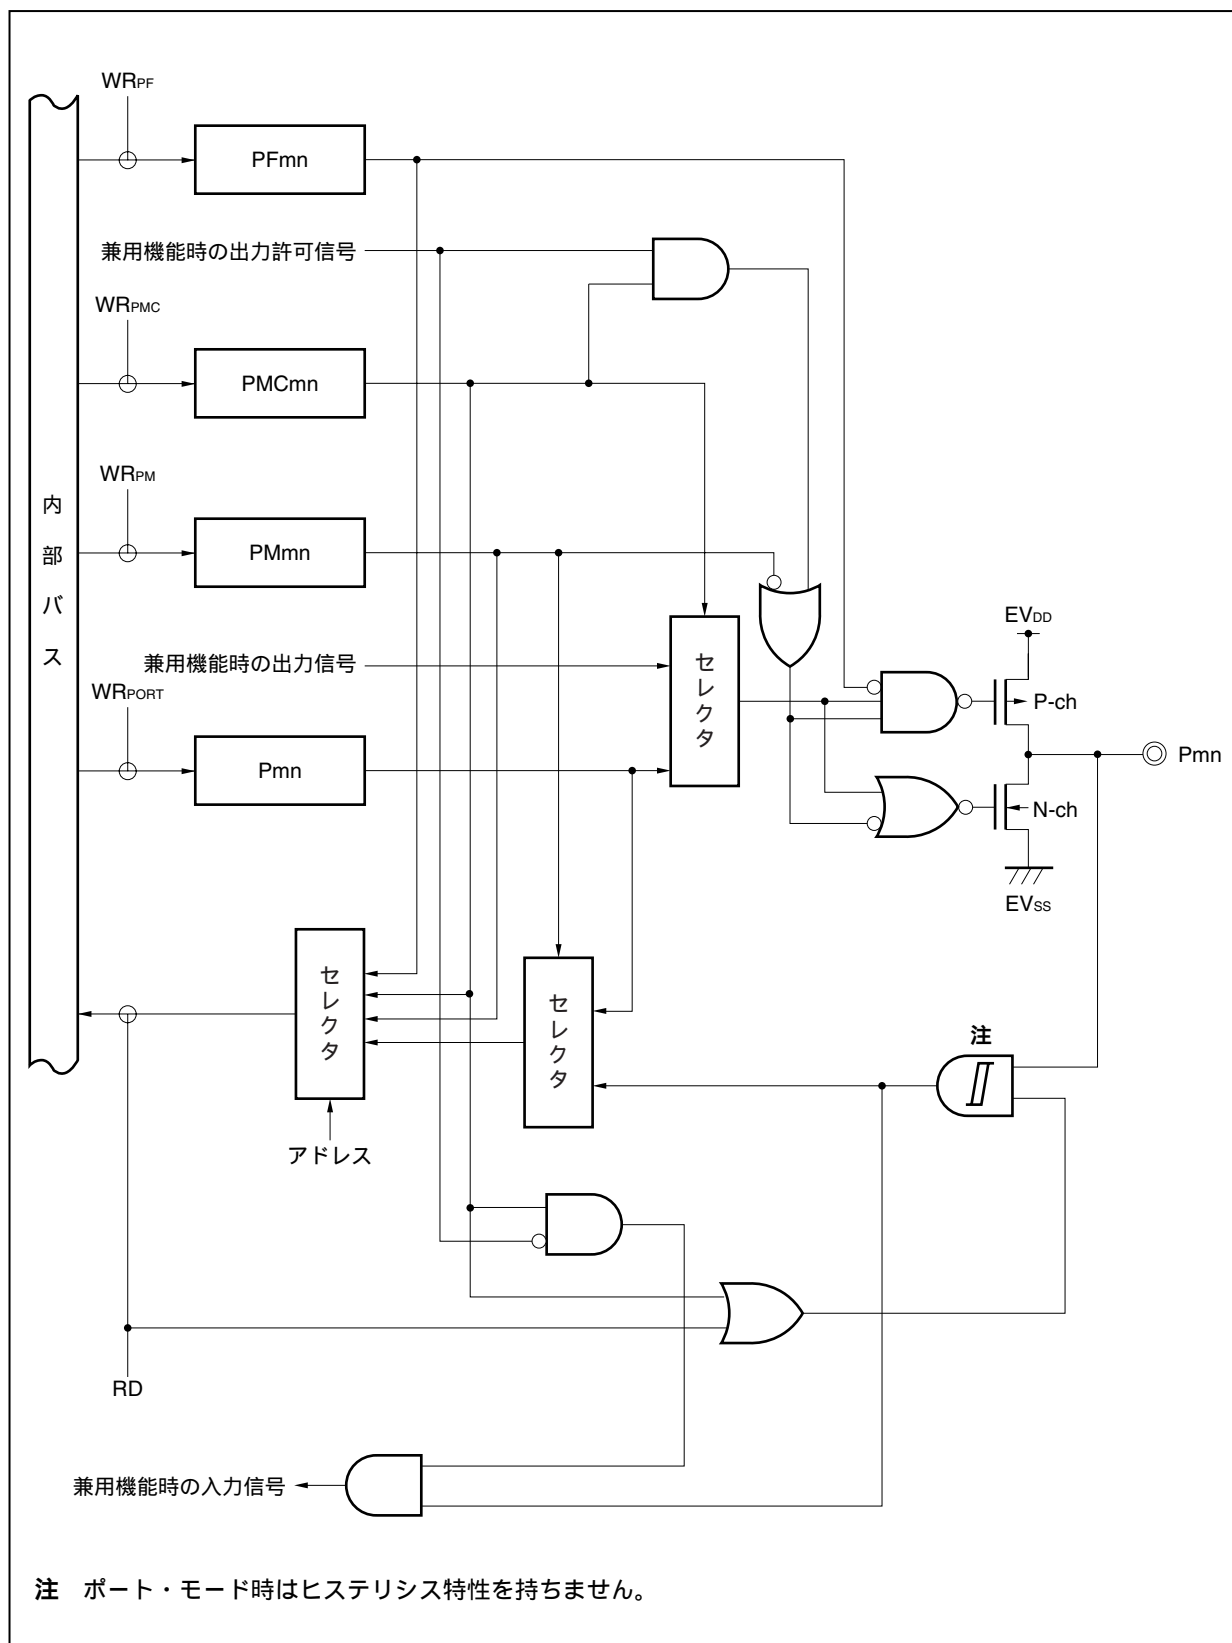 WRPF
PFmn
兼用機能時の出力許可信号
WRPMC
PMCmn
WRPM
内部バス
PMmn
EVDD
兼用機能時の出力信号
セレクタ
WRPORT
P-ch
Pmn
Pmn
N-ch
EVSS
セレクタ
セレクタ
注
アドレス
RD
兼用機能時の入力信号
注 ポート・モード時はヒステリシス特性を持ちません。